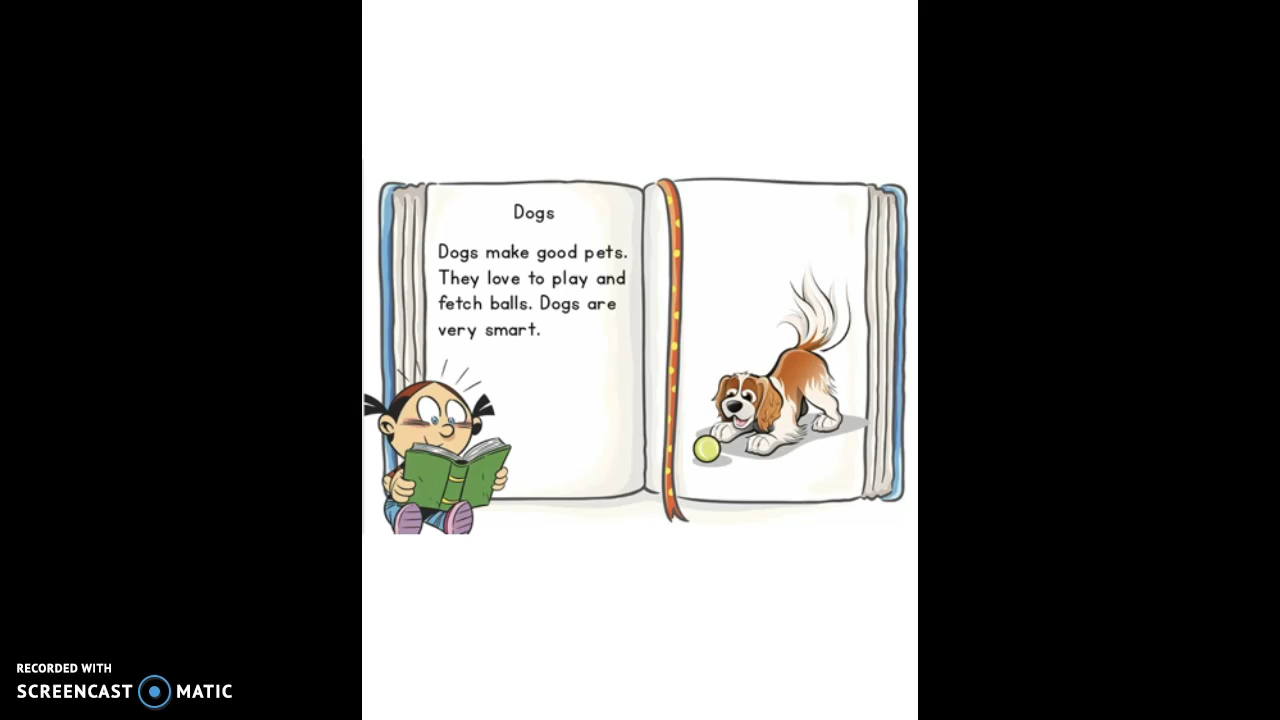 Dogs
Dogs make good pets.
They love to play and
fetch balls. Dogs are
very smart.
RECORDED WITH
SCREENCAST MATIC